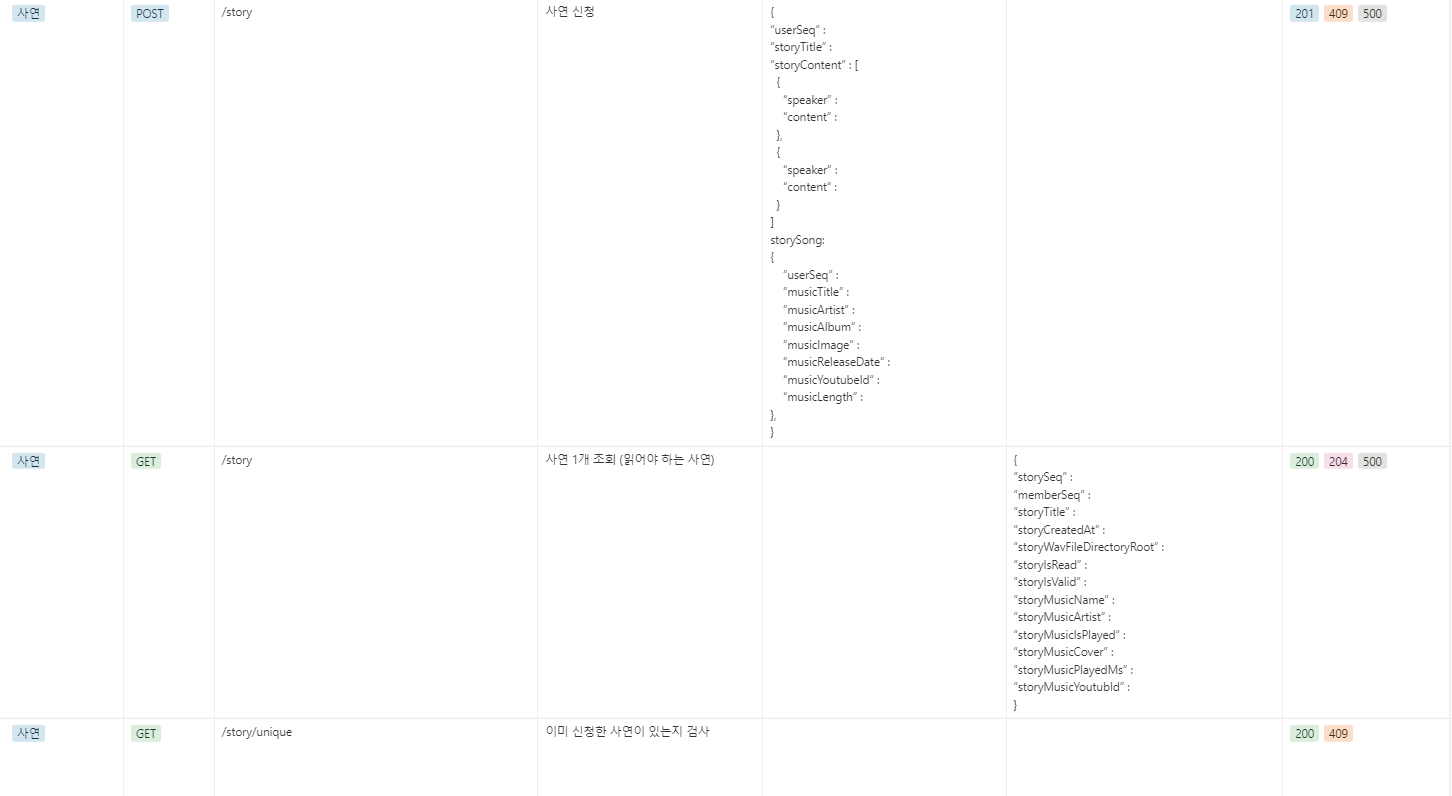 사연 POST /story 사연 신청 { 201 409 500
“userSeq” :
“storyTitle” :
“storyContent” : [
{
“speaker” :
“content” :
},
{
“speaker” :
“content” :
}
]
storySong:
{
“userSeq” :
“musicTitle” :
“musicArtist” :
“musicAlbum” :
“musicImage” :
“musicReleaseDate” :
“musicYoutubeId” :
“musicLength” :
},
}
사연 GET /story 사연 1개 조회 (읽어야 하는 사연) { 200 204 500
“storySeq” :
“memberSeq” :
“storyTitle” :
“storyCreatedAt” :
“storyWavFileDirectoryRoot” :
“storyIsRead” :
“storyIsValid” :
“storyMusicName” :
“storyMusicArtist” :
“storyMusicIsPlayed” :
“storyMusicCover” :
“storyMusicPlayedMs” :
“storyMusicYoutubId” :
}
사연 GET /story/unique 이미 신청한 사연이 있는지 검사 200 409